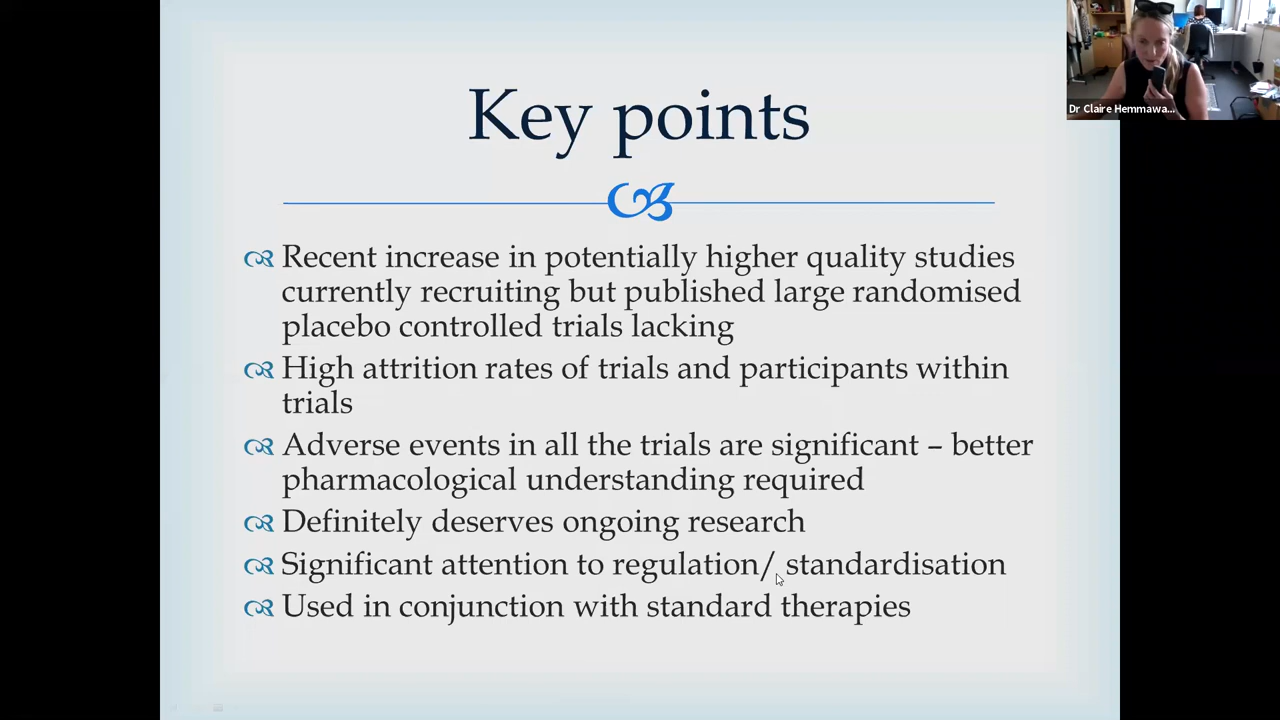 Dr Claire Hemmawa...
Key points
Recent increase in potentially higher quality studies
currently recruiting but published large randomised
placebo controlled trials lacking
High attrition rates of trials and participants within
trials
Adverse events in all the trials are significant – better
pharmacological understanding required
Definitely deserves ongoing research
Significant attention to regulation/ standardisation
Used in conjunction with standard therapies